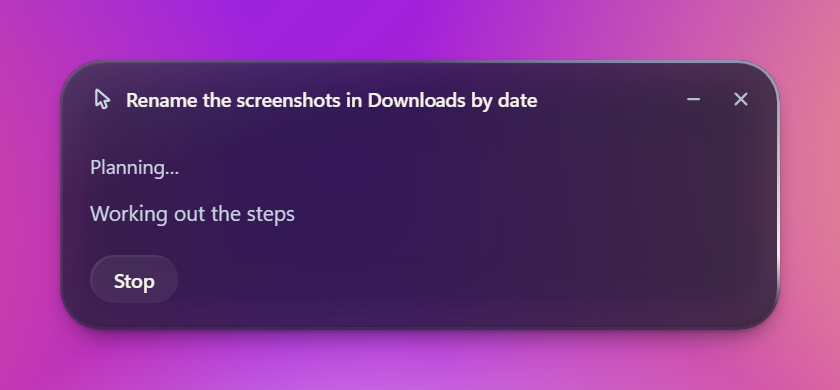 Rename the screenshots in Downloads by date
Planning...
Working out the steps
Stop